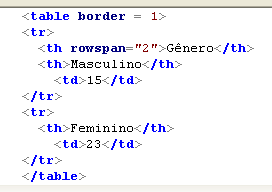 <table border = 1>
<tr>
<th rowspan="2">Gênero</th>
<th>Masculino</th>
<td>15</td>
</tr>
<tr>
<th>Feminino</th>
<td>23</td>
</tr>
</table>